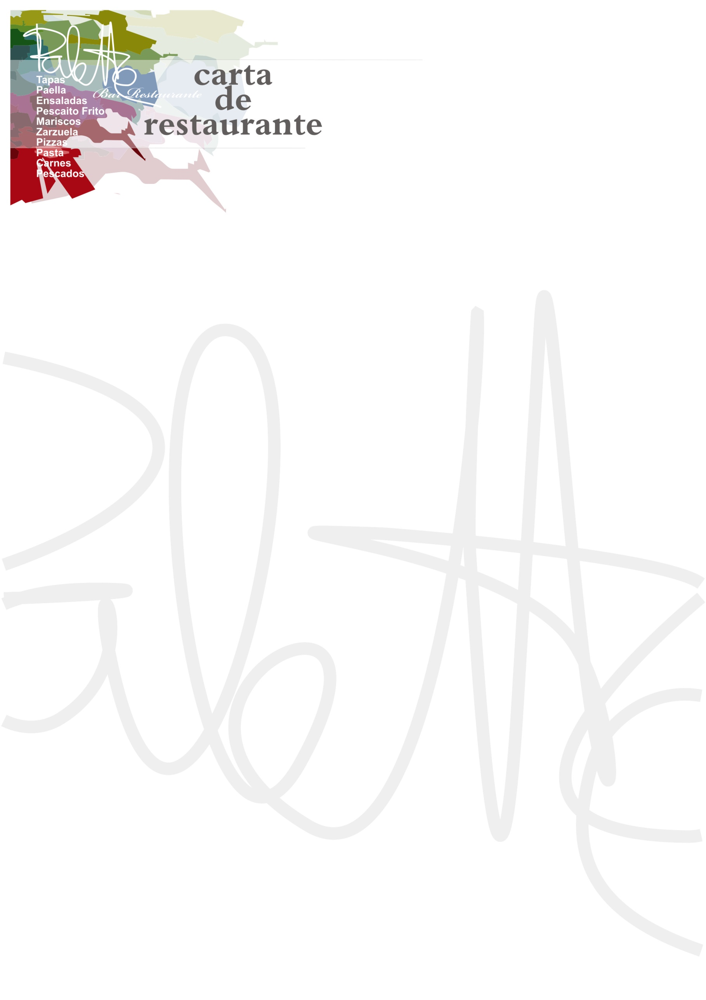 carta
de
restaurante
Bar Restaurante
Tapas
Paella
Ensaladas
Pescaito Frito
Mariscos
Zarzuela
Pizzas
Pasta
Carnes
Pescados